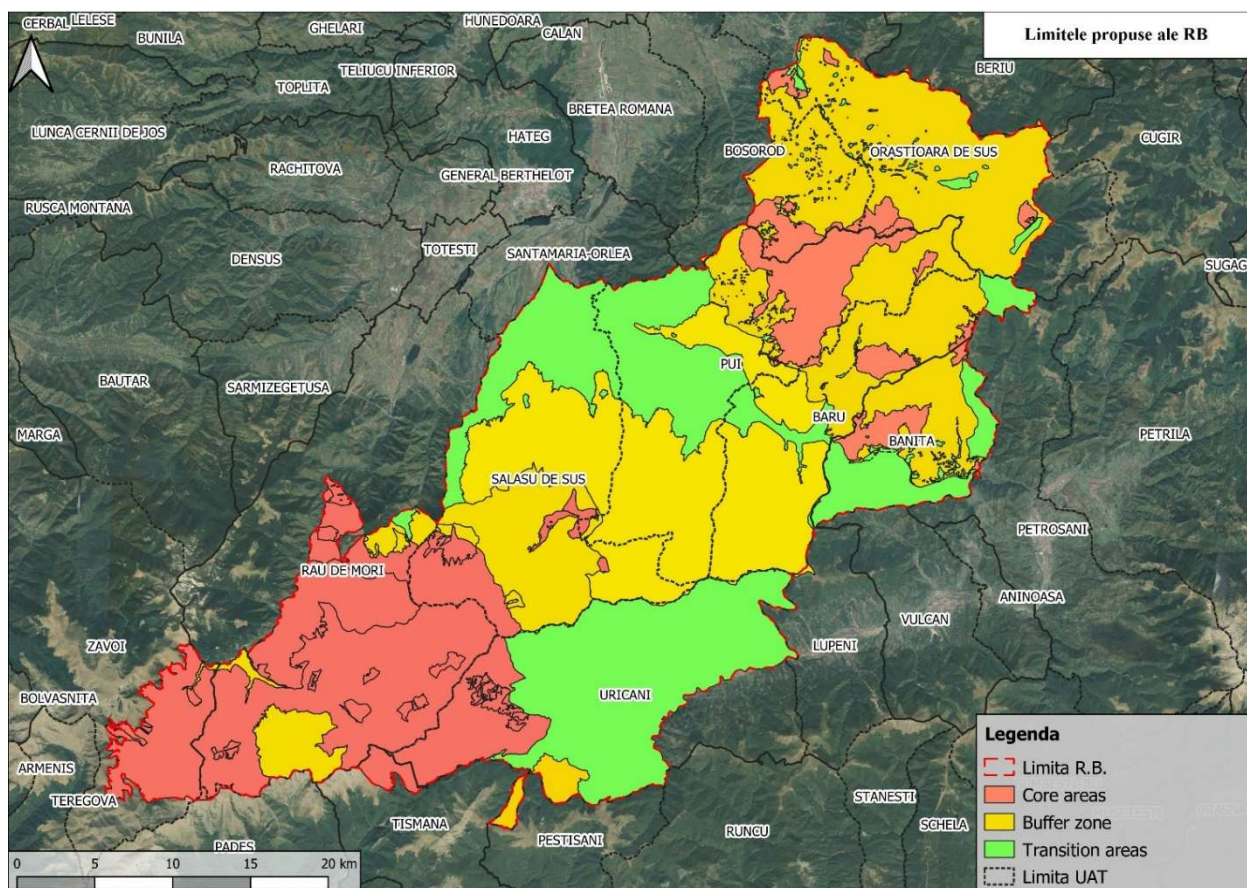 Limitele propuse ale RB
CERBAL
LELESE
BUNILA
GHELARI
HUNEDOARA
CALAN
TELIUCU INFERIOR
TOPLITA
BERIU
LUNCA CERNII DE JOS
BRETEA ROMANA
HATEG
CUGIR
BOSOROD
ORASTIOARA DE SUS
RACHITOVA
GENERAL BERTHELOT
RUSCA MONTANA
TOTESTI
SANTAMARIA-ORLEA
DENSUS
SUGAG
PUI
BAUTAR
SARMIZEGETUSA
BARU
MARGA
BANITA
PETRILA
SALASU DE SUS
PETROSANI
RAU DE MORI
ANINOASA
VULCAN
ZAVOI
LUPENI
BOLVASNITA
URICANI
ARMENIS
TEREGOVA
TISMANA
STANESTI
PADES
PESTISANI
RUNCU
SCHELA
0 5 10 15 20 km
Legenda
Limita R.B.
Core areas
Buffer zone
Transition areas
Limita UAT